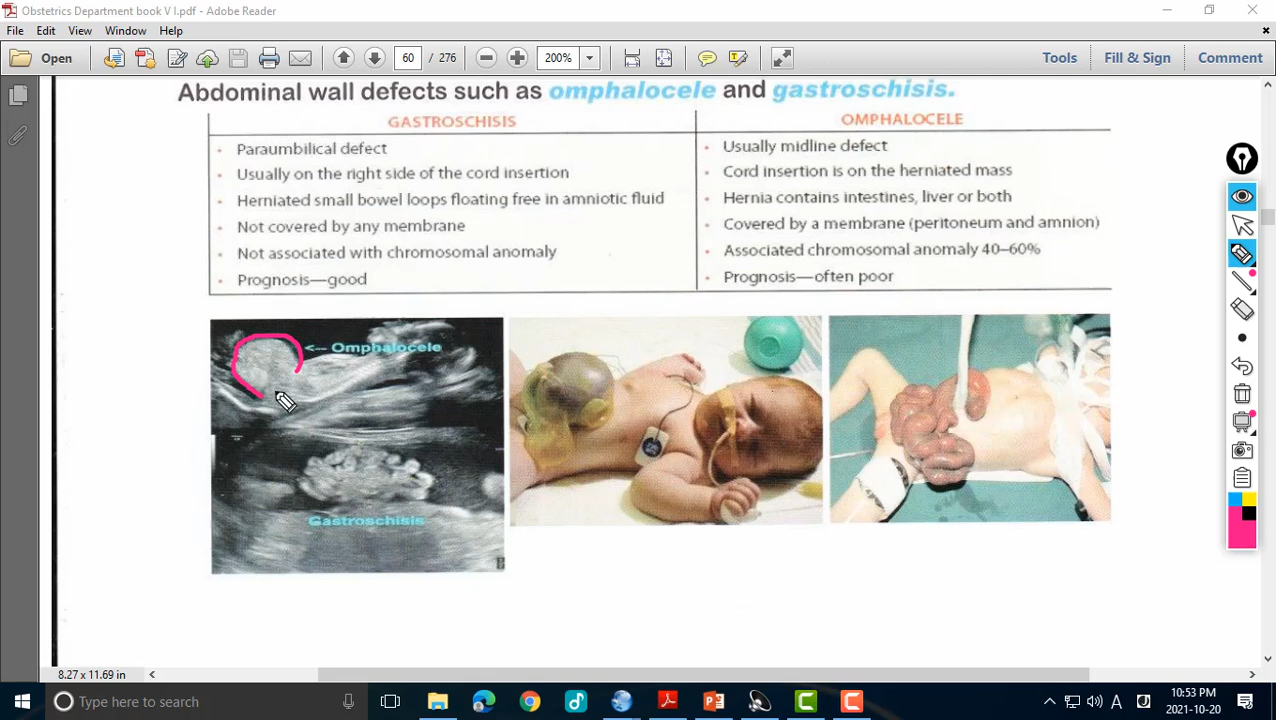 Obstetrics Department book V I.pdf - Adobe Reader
File Edit View Window Help
Open 60 / 276 200% Tools Fill & Sign Comment
Abdominal wall defects such as omphalocele and gastroschisis.
GASTROSCHISIS
Paraumbilical defect
Usually on the right side of the cord insertion
Herniated small bowel loops floating free in amniotic fluid
Not covered by any membrane
Not associated with chromosomal anomaly
Prognosis—good
OMPHALOCELE
Usually midline defect
Cord insertion is on the herniated mass
Hernia contains intestines, liver or both
Covered by a membrane (peritoneum and amnion)
Associated chromosomal anomaly 40–60%
Prognosis—often poor
<-- Omphalocele
Gastroschisis
8.27 x 11.69 in
Type here to search
10:53 PM
2021-10-20